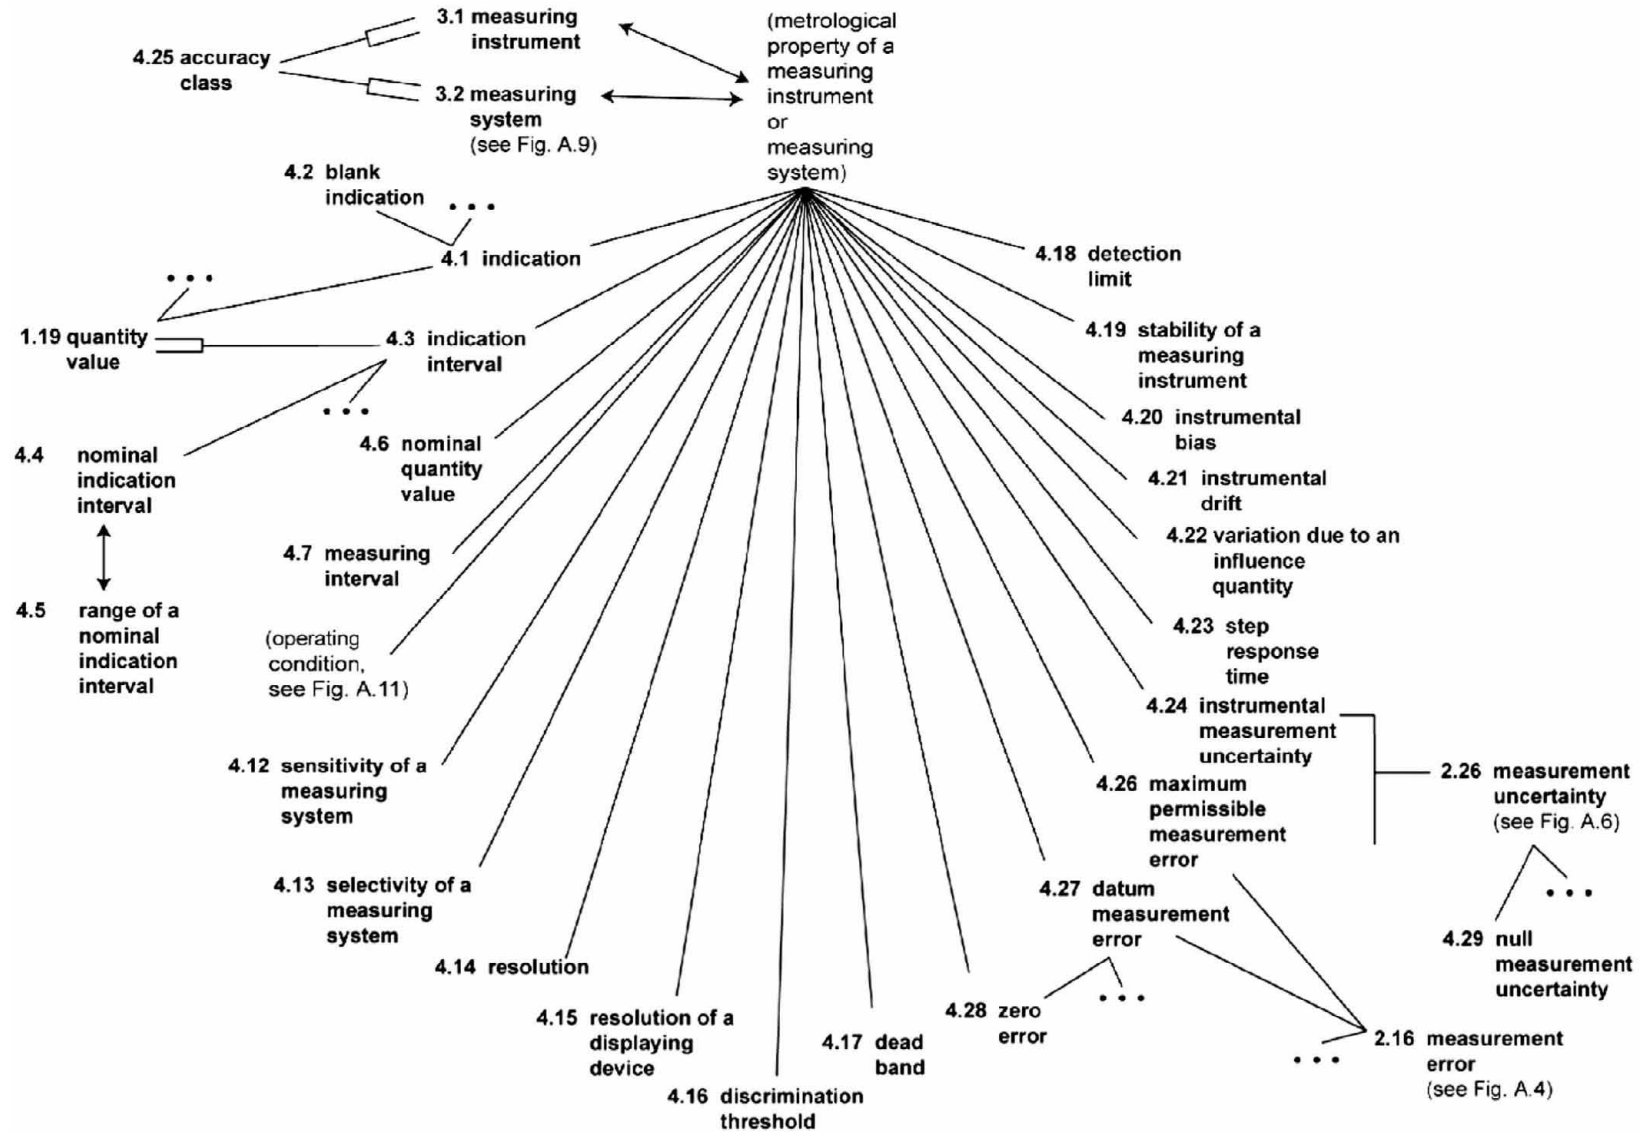 3.1 measuring
instrument
4.25 accuracy
class
3.2 measuring
system
(see Fig. A.9)
(metrological
property of a
measuring
instrument
or
measuring
system)
4.2 blank
indication
• • •
4.1 indication
• • •
1.19 quantity
value
4.3 indication
interval
• • •
4.4 nominal
indication
interval
4.5 range of a
nominal
indication
interval
4.6 nominal
quantity
value
4.7 measuring
interval
(operating
condition,
see Fig. A.11)
4.12 sensitivity of a
measuring
system
4.13 selectivity of a
measuring
system
4.14 resolution
4.15 resolution of a
displaying
device
4.16 discrimination
threshold
4.17 dead
band
4.18 detection
limit
4.19 stability of a
measuring
instrument
4.20 instrumental
bias
4.21 instrumental
drift
4.22 variation due to an
influence
quantity
4.23 step
response
time
4.24 instrumental
measurement
uncertainty
4.26 maximum
permissible
measurement
error
4.27 datum
measurement
error
4.28 zero
error
• • •
2.26 measurement
uncertainty
(see Fig. A.6)
• • •
4.29 null
measurement
uncertainty
2.16 measurement
error
(see Fig. A.4)
• • •